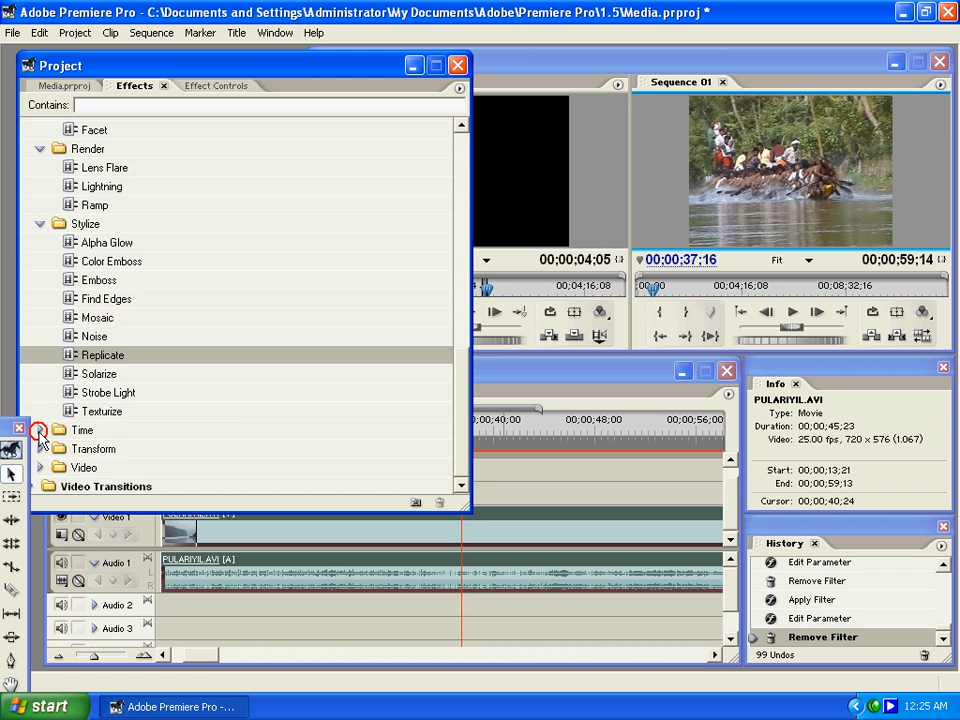 Adobe Premiere Pro - C:\Documents and Settings\Administrator\My Documents\Adobe\Premiere Pro\1.5\Media.prproj *
File Edit Project Clip Sequence Marker Title Window Help
Project
Media.prproj Effects Effect Controls
Contains:
Facet
Render
Lens Flare
Lightning
Ramp
Stylize
Alpha Glow
Color Emboss
Emboss
Find Edges
Mosaic
Noise
Replicate
Solarize
Strobe Light
Texturize
Time
Transform
Video
Video Transitions
Sequence 01
00;00;04;05
00;04;16;08
00;00;37;16 Fit 00;00;59;14
;00;00 00;04;16;08 00;08;32;16
00;00;48;00 00;00;56;00
Info
PULARIYIL.AVI
Type: Movie
Duration: 00;00;45;23
Video: 25.00 fps, 720 x 576 (1.067)
Start: 00;00;13;21
End: 00;00;59;13
Cursor: 00;00;40;24
Video 1
Audio 1
L
R
PULARIYIL.AVI [A]
Audio 2
Audio 3
History
Edit Parameter
Remove Filter
Apply Filter
Edit Parameter
Remove Filter
99 Undos
start
Adobe Premiere Pro -...
12:25 AM